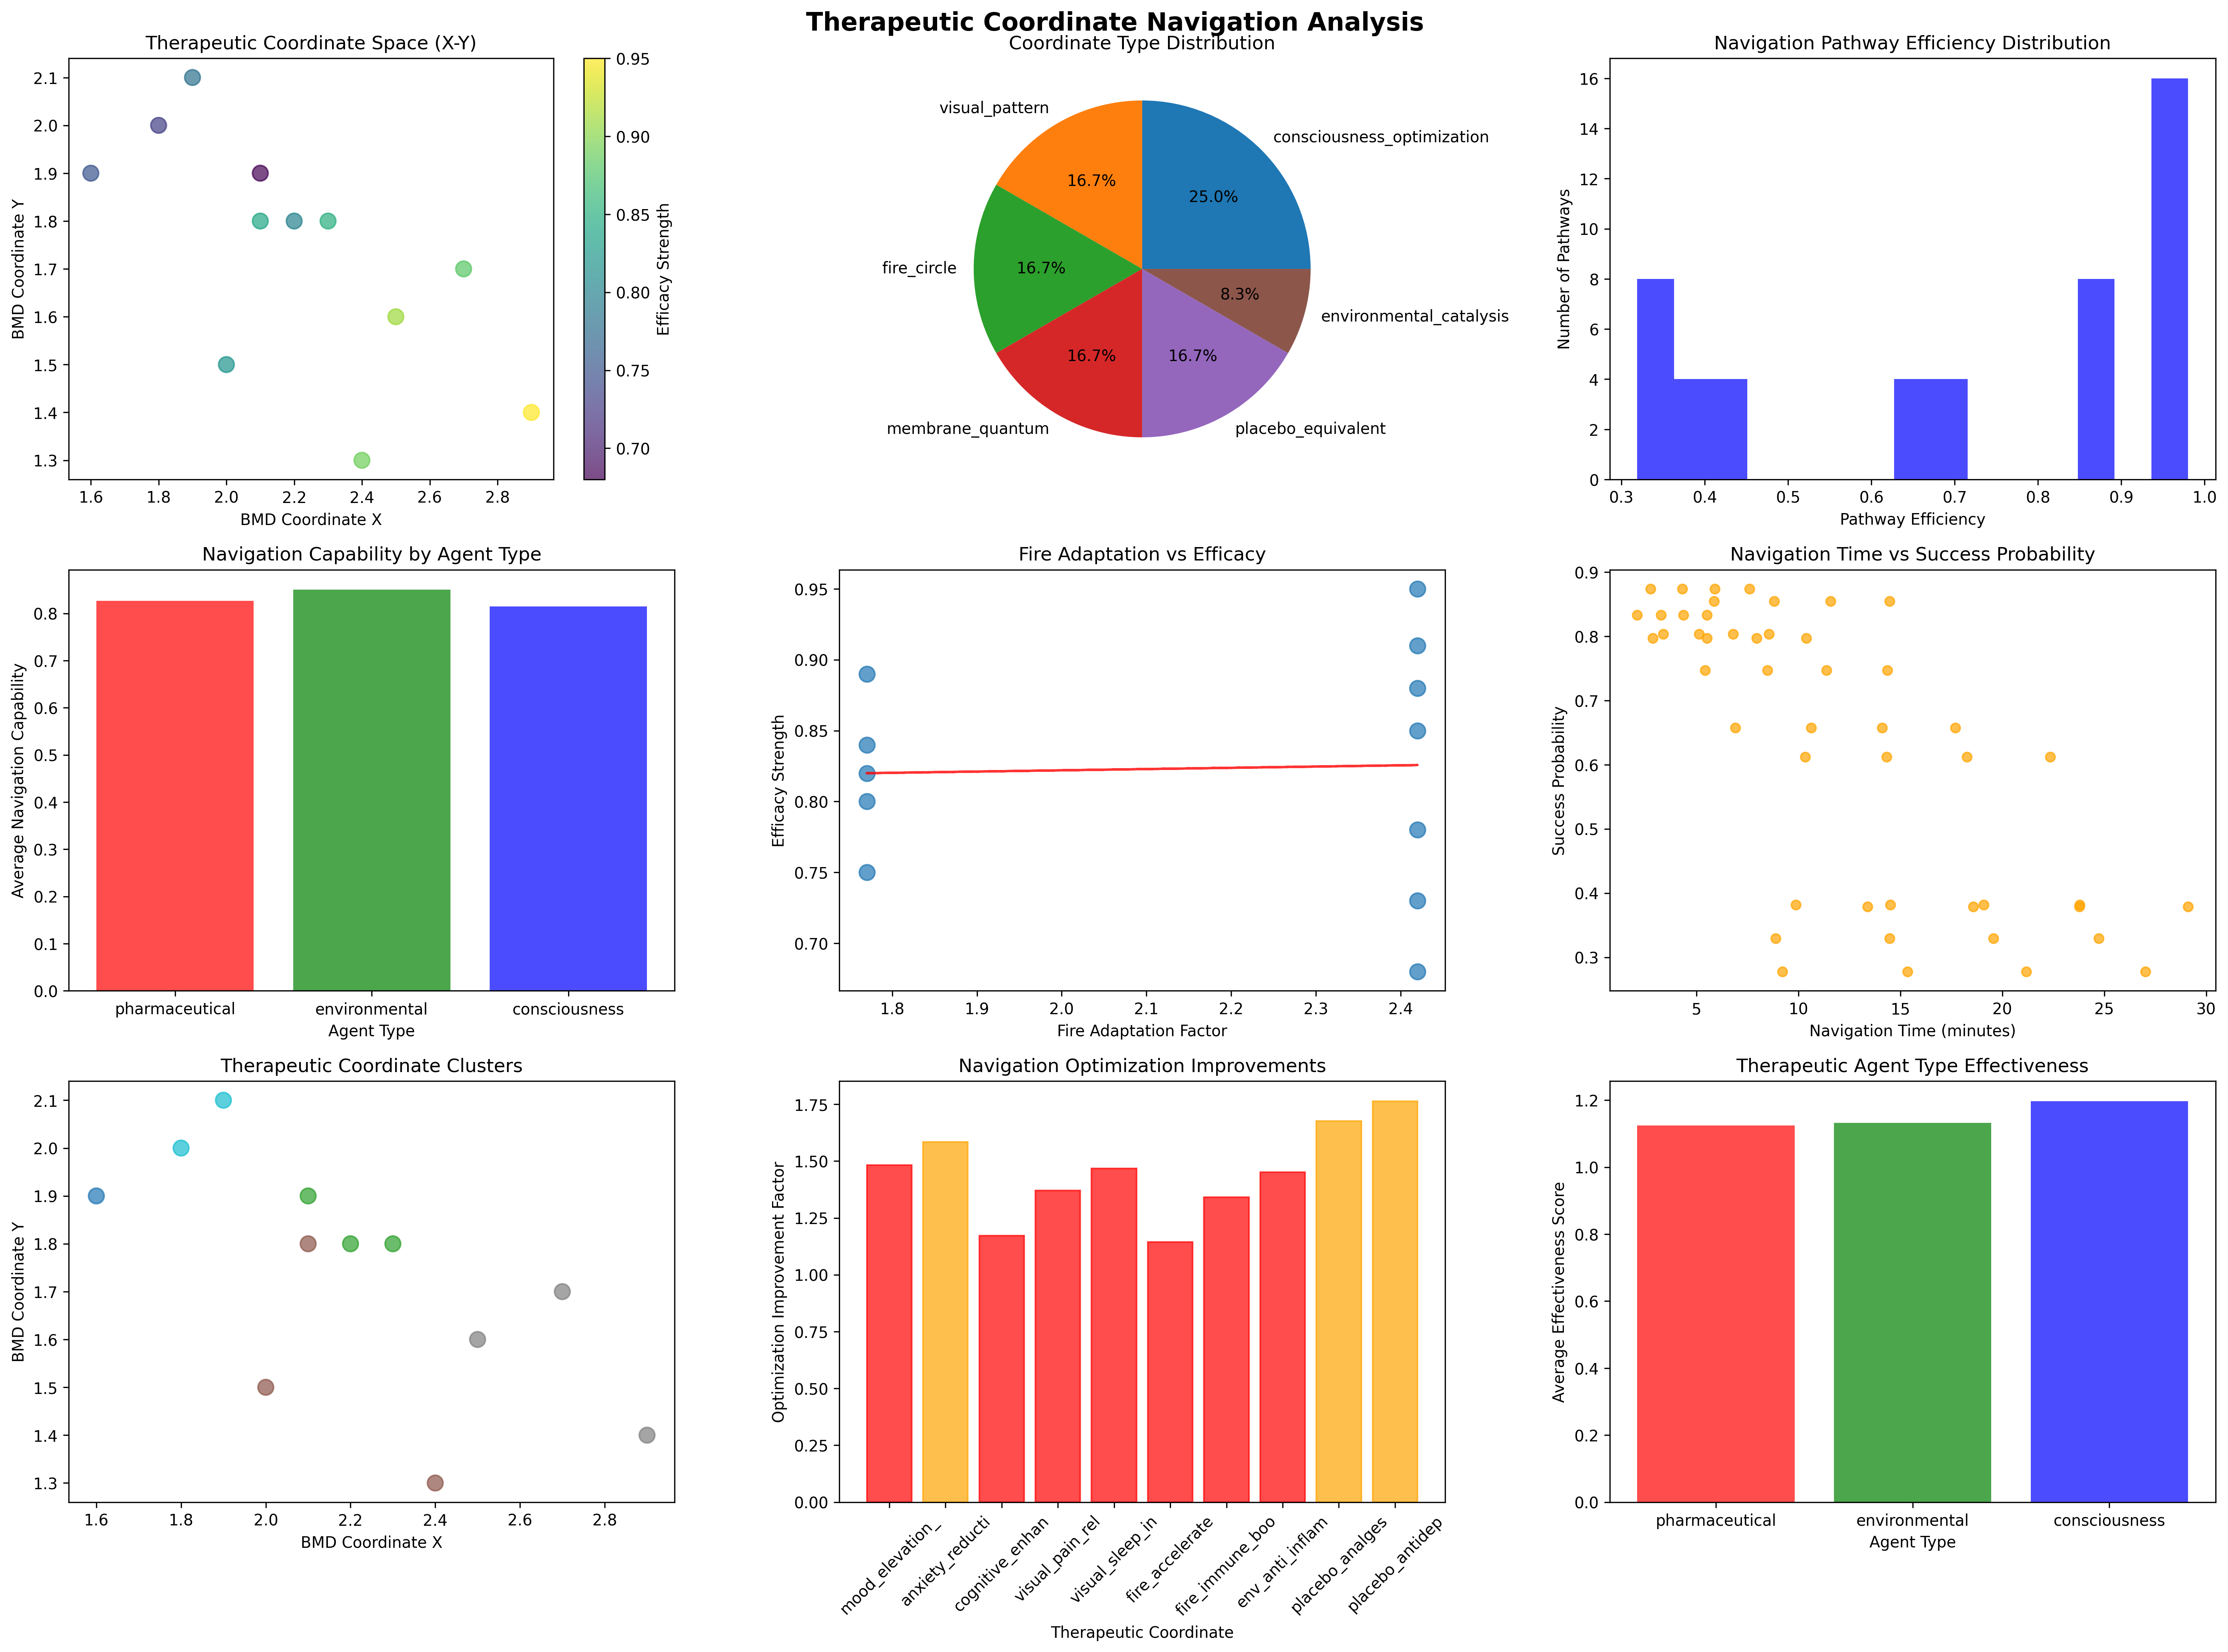 Therapeutic Coordinate Navigation Analysis
Therapeutic Coordinate Space (X-Y)
2.1
2.0
1.9
1.8
1.7
1.6
1.5
1.4
1.3
BMD Coordinate Y
1.6 1.8 2.0 2.2 2.4 2.6 2.8
BMD Coordinate X
0.95
0.90
0.85
0.80
0.75
0.70
Efficacy Strength
Coordinate Type Distribution
visual_pattern
consciousness_optimization
16.7%
25.0%
fire_circle
16.7%
8.3%
environmental_catalysis
16.7%
16.7%
membrane_quantum
placebo_equivalent
Navigation Pathway Efficiency Distribution
16
14
12
10
8
6
4
2
0
Number of Pathways
0.3 0.4 0.5 0.6 0.7 0.8 0.9 1.0
Pathway Efficiency
Navigation Capability by Agent Type
0.8
0.7
0.6
0.5
0.4
0.3
0.2
0.1
0.0
Average Navigation Capability
pharmaceutical environmental consciousness
Agent Type
Fire Adaptation vs Efficacy
0.95
0.90
0.85
0.80
0.75
0.70
Efficacy Strength
1.8 1.9 2.0 2.1 2.2 2.3 2.4
Fire Adaptation Factor
Navigation Time vs Success Probability
0.9
0.8
0.7
0.6
0.5
0.4
0.3
Success Probability
5 10 15 20 25 30
Navigation Time (minutes)
Therapeutic Coordinate Clusters
2.1
2.0
1.9
1.8
1.7
1.6
1.5
1.4
1.3
BMD Coordinate Y
1.6 1.8 2.0 2.2 2.4 2.6 2.8
BMD Coordinate X
Navigation Optimization Improvements
1.75
1.50
1.25
1.00
0.75
0.50
0.25
0.00
Optimization Improvement Factor
mood_elevation_
anxiety_reducti
cognitive_enhan
visual_pain_rel
visual_sleep_in
fire_accelerate
fire_immune_boo
env_anti_inflam
placebo_analges
placebo_antidep
Therapeutic Coordinate
Therapeutic Agent Type Effectiveness
1.2
1.0
0.8
0.6
0.4
0.2
0.0
Average Effectiveness Score
pharmaceutical environmental consciousness
Agent Type